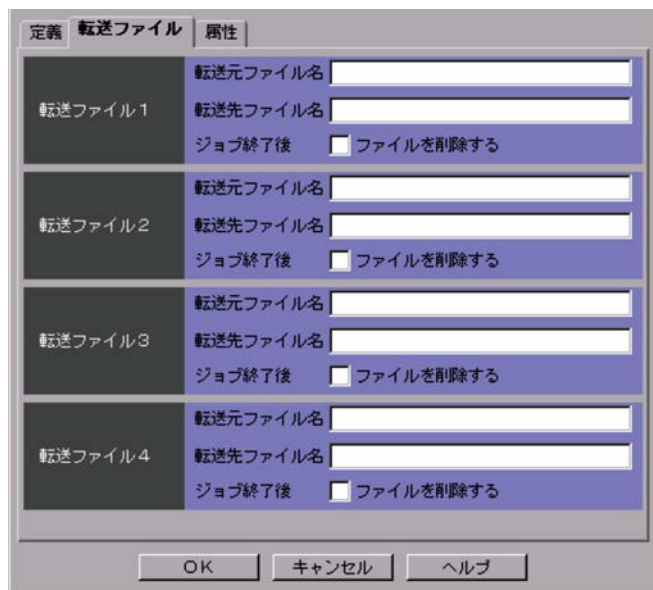 定義 転送ファイル 属性
転送元ファイル名
転送ファイル1 転送先ファイル名
ジョブ終了後 ファイルを削除する
転送元ファイル名
転送ファイル2 転送先ファイル名
ジョブ終了後 ファイルを削除する
転送元ファイル名
転送ファイル3 転送先ファイル名
ジョブ終了後 ファイルを削除する
転送元ファイル名
転送ファイル4 転送先ファイル名
ジョブ終了後 ファイルを削除する
OK キャンセル ヘルプ